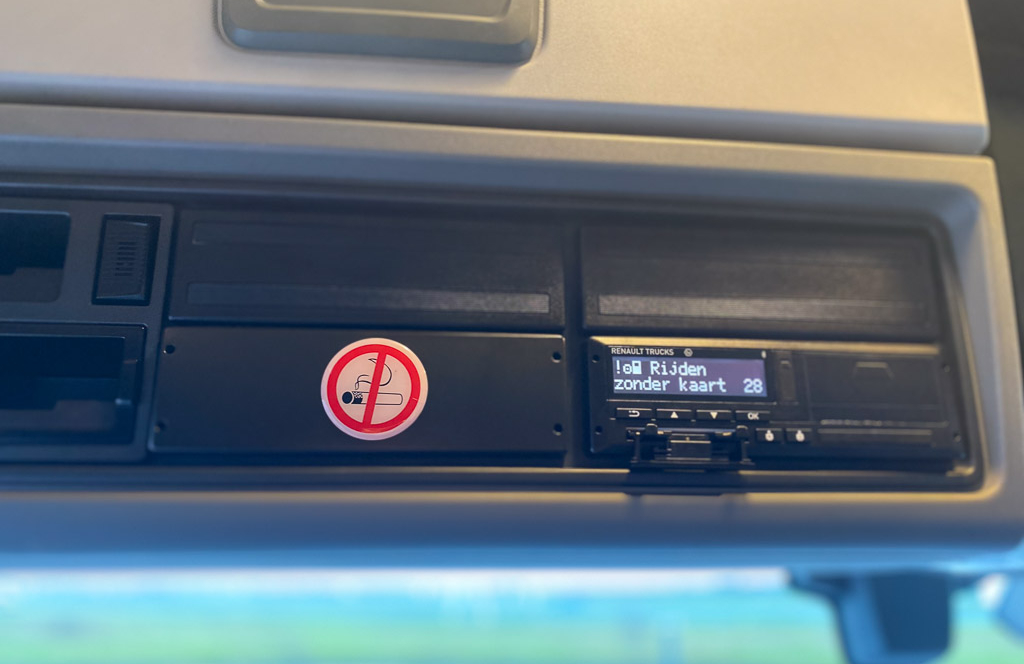 RENAULT TRUCKS
! Rijden
zonder kaart 28
OK